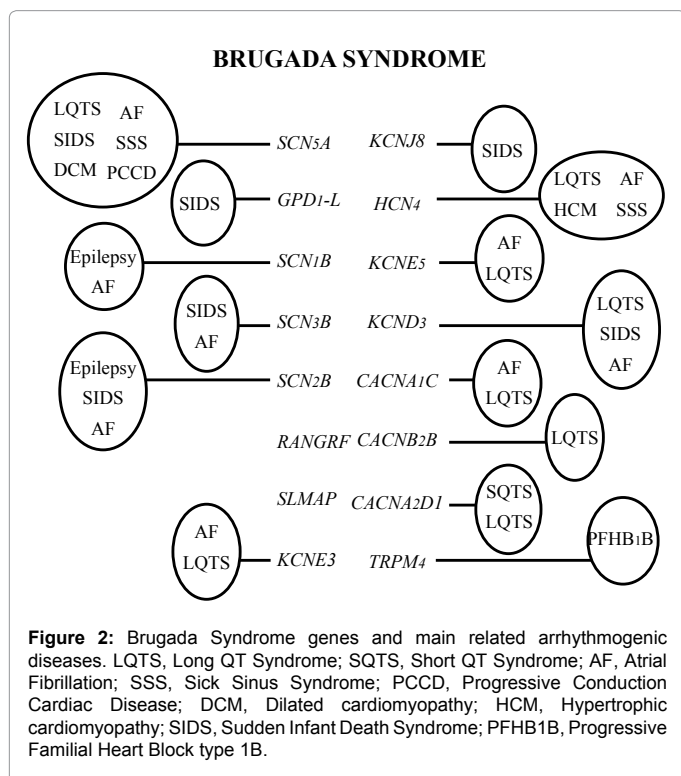 BRUGADA SYNDROME
LQTS AF
SIDS SSS
DCM PCCD
SCN5A
KCNJ8
SIDS
SIDS
GPD1-L
HCN4
LQTS AF
HCM SSS
Epilepsy
AF
SCN1B
KCNE5
AF
LQTS
SIDS
AF
SCN3B
KCND3
LQTS
SIDS
AF
Epilepsy
SIDS
AF
SCN2B
CACNA1C
AF
LQTS
RANGRF
CACNB2B
LQTS
SLMAP
CACNA2D1
SQTS
LQTS
AF
LQTS
KCNE3
TRPM4
PFHB1B
Figure 2: Brugada Syndrome genes and main related arrhythmogenic
diseases. LQTS, Long QT Syndrome; SQTS, Short QT Syndrome; AF, Atrial
Fibrillation; SSS, Sick Sinus Syndrome; PCCD, Progressive Conduction
Cardiac Disease; DCM, Dilated cardiomyopathy; HCM, Hypertrophic
cardiomyopathy; SIDS, Sudden Infant Death Syndrome; PFHB1B, Progressive
Familial Heart Block type 1B.